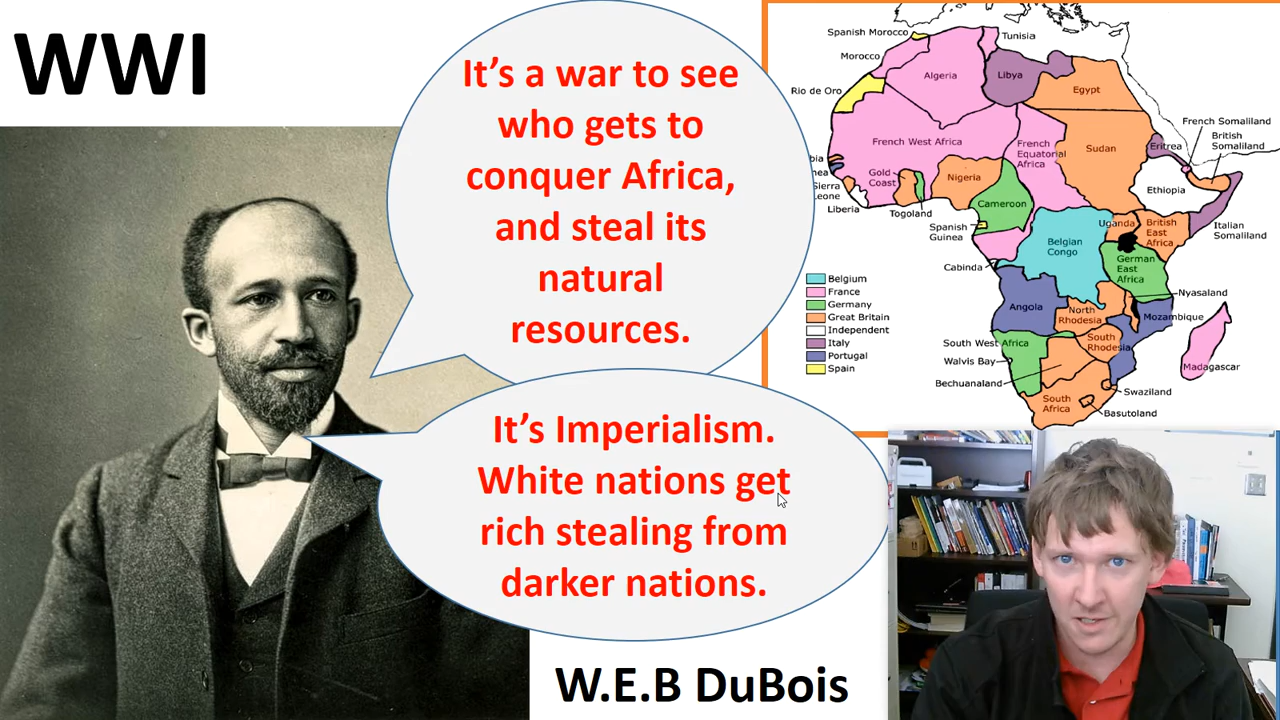 WWI
It's a war to see
who gets to
conquer Africa,
and steal its
natural
resources.
It's Imperialism.
White nations get
rich stealing from
darker nations.
W.E.B DuBois
Spanish Morocco
Tunisia
Morocco
Algeria
Libya
Egypt
Rio de Oro
French West Africa
French
Equatorial
Africa
Sudan
Eritrea
French Somaliland
British
Somaliland
Gold
Coast
Nigeria
Ethiopia
Liberia
Togoland
Cameroon
Spanish
Guinea
Uganda
British
East
Africa
Italian
Somaliland
Belgian
Congo
German
East
Africa
Cabinda
Nyasaland
Angola
North
Rhodesia
Mozambique
South West Africa
South
Rhodesia
Walvis Bay
Madagascar
Bechuanaland
Swaziland
South
Africa
Basutoland
Belgium
France
Germany
Great Britain
Independent
Italy
Portugal
Spain